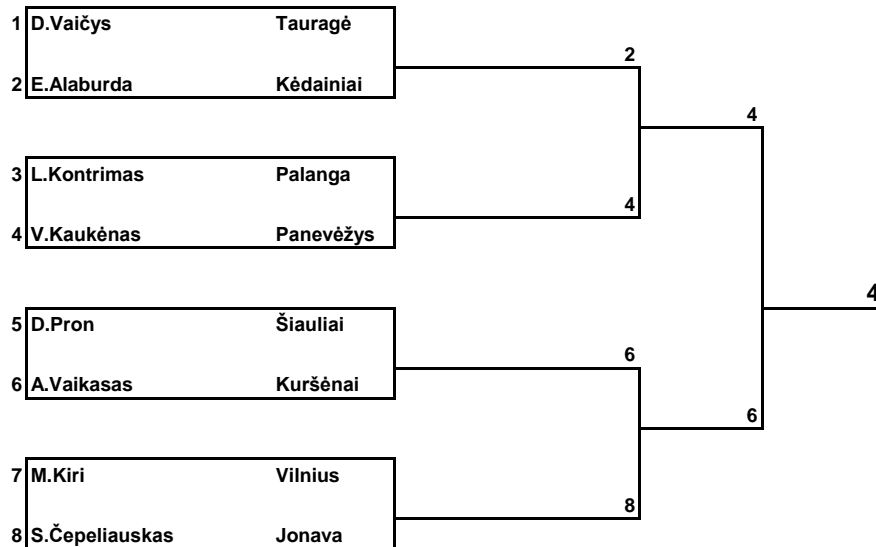 1 D.Vaičys Tauragė
2
2 E.Alaburda Kėdainiai
4
3 L.Kontrimas Palanga
4
4 V.Kaukėnas Panevėžys
4
5 D.Pron Šiauliai
6
6 A.Vaikasas Kuršėnai
6
7 M.Kiri Vilnius
8
8 S.Čepeliauskas Jonava